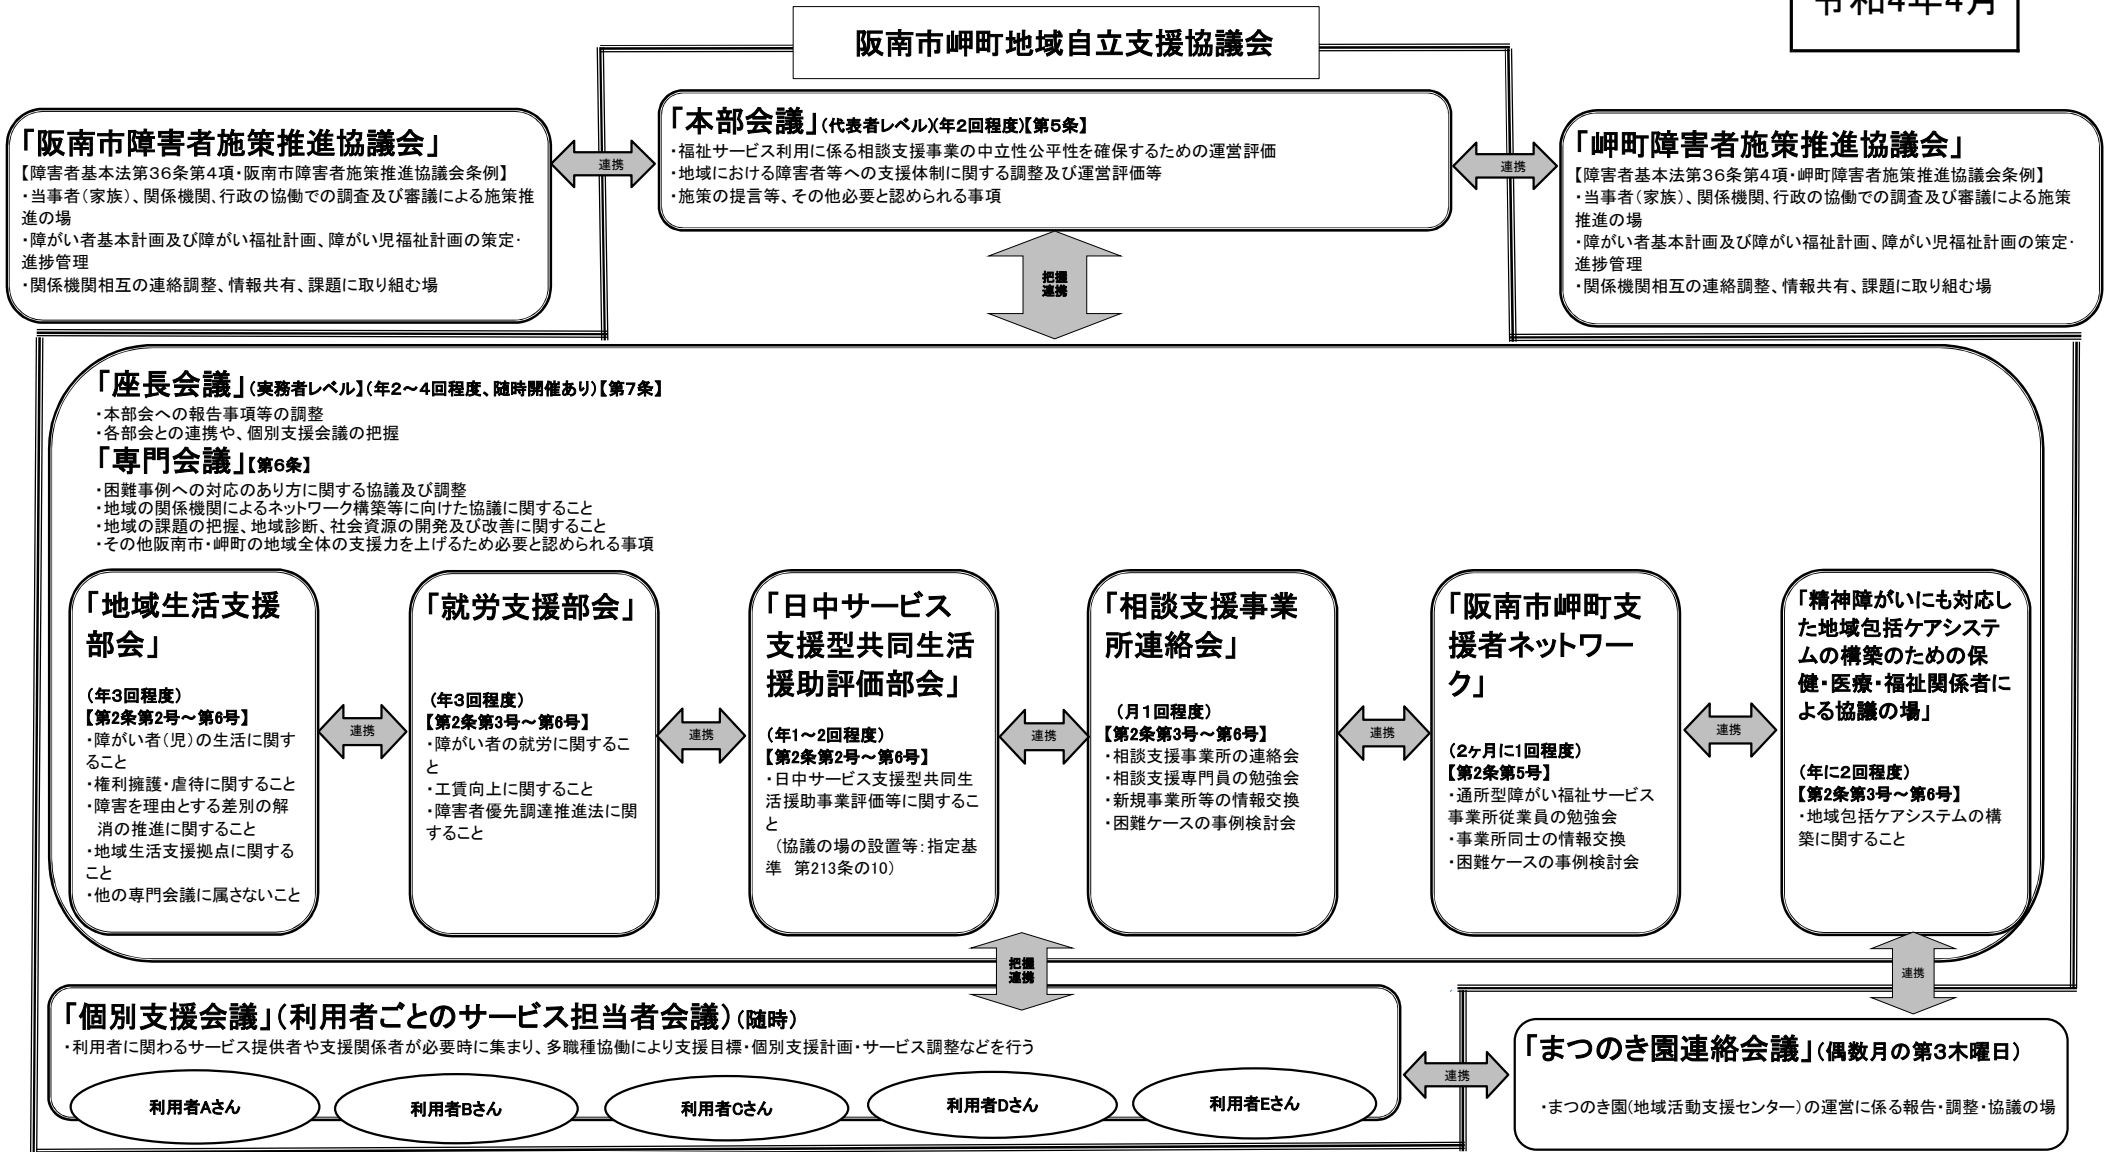 令和4年4月
阪南市岬町地域自立支援協議会
「阪南市障害者施策推進協議会」
【障害者基本法第36条第4項・阪南市障害者施策推進協議会条例】
・当事者(家族)、関係機関、行政の協働での調査及び審議による施策推
進の場
・障がい者基本計画及び障がい福祉計画、障がい児福祉計画の策定・
進捗管理
・関係機関相互の連絡調整、情報共有、課題に取り組む場
連携
「本部会議」(代表者レベル)(年2回程度)【第5条】
・福祉サービス利用に係る相談支援事業の中立性公平性を確保するための運営評価
・地域における障害者等への支援体制に関する調整及び運営評価等
・施策の提言等、その他必要と認められる事項
連携
「岬町障害者施策推進協議会」
【障害者基本法第36条第4項・岬町障害者施策推進協議会条例】
・当事者(家族)、関係機関、行政の協働での調査及び審議による施策
推進の場
・障がい者基本計画及び障がい福祉計画、障がい児福祉計画の策定・
進捗管理
・関係機関相互の連絡調整、情報共有、課題に取り組む場
把握
連携
「座長会議」(実務者レベル)(年2～4回程度、随時開催あり)【第7条】
・本部会への報告事項等の調整
・各部会との連携や、個別支援会議の把握
「専門会議」【第6条】
・困難事例への対応のあり方に関する協議及び調整
・地域の関係機関によるネットワーク構築等に向けた協議に関すること
・地域の課題の把握、地域診断、社会資源の開発及び改善に関すること
・その他阪南市・岬町の地域全体の支援力を上げるため必要と認められる事項
「地域生活支援
部会」
(年3回程度)
【第2条第2号～第6号】
・障がい者(児)の生活に関す
ること
・権利擁護・虐待に関すること
・障害を理由とする差別の解
消の推進に関すること
・地域生活支援拠点に関する
こと
・他の専門会議に属さないこと
連携
「就労支援部会」
(年3回程度)
【第2条第3号～第6号】
・障がい者の就労に関するこ
と
・工賃向上に関すること
・障害者優先調達推進法に関
すること
連携
「日中サービス
支援型共同生活
援助評価部会」
(年1～2回程度)
【第2条第2号～第6号】
・日中サービス支援型共同生
活援助事業評価等に関するこ
と
(協議の場の設置等:指定基
準 第213条の10)
連携
「相談支援事業
所連絡会」
(月1回程度)
【第2条第3号～第6号】
・相談支援事業所の連絡会
・相談支援専門員の勉強会
・新規事業所等の情報交換
・困難ケースの事例検討会
連携
「阪南市岬町支
援者ネットワー
ク」
(2ヶ月に1回程度)
【第2条第5号】
・通所型障がい福祉サービス
事業所従業員の勉強会
・事業所同士の情報交換
・困難ケースの事例検討会
連携
「精神障がいにも対応し
た地域包括ケアシステ
ムの構築のための保
健・医療・福祉関係者に
よる協議の場」
(年に2回程度)
【第2条第3号～第6号】
・地域包括ケアシステムの構
築に関すること
把握
連携
連携
「個別支援会議」(利用者ごとのサービス担当者会議)(随時)
・利用者に関わるサービス提供者や支援関係者が必要時に集まり、多職種協働により支援目標・個別支援計画・サービス調整などを行う
利用者Aさん
利用者Bさん
利用者Cさん
利用者Dさん
利用者Eさん
連携
「まつのき園連絡会議」(偶数月の第3木曜日)
・まつのき園(地域活動支援センター)の運営に係る報告・調整・協議の場